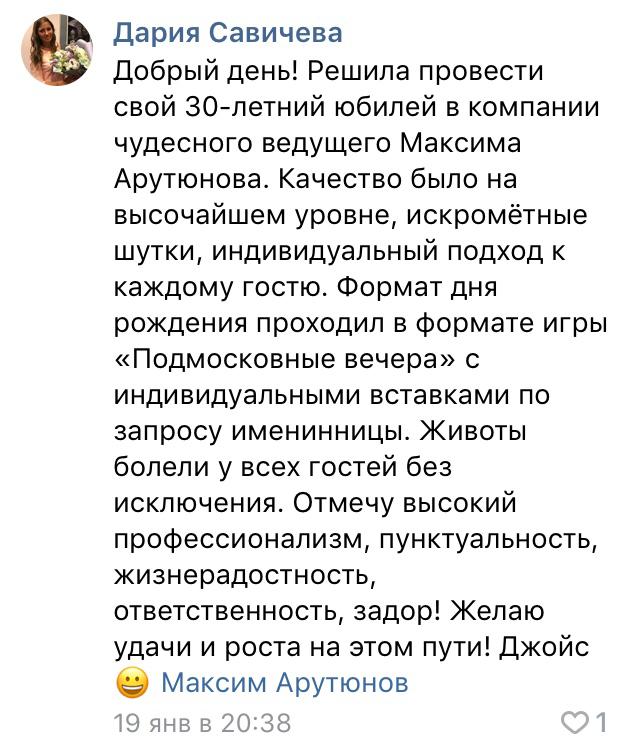 Дария Савичева
Добрый день! Решила провести
свой 30-летний юбилей в компании
чудесного ведущего Максима
Арутюнова. Качество было на
высочайшем уровне, искромётные
шутки, индивидуальный подход к
каждому гостю. Формат дня
рождения проходил в формате игры
«Подмосковные вечера» с
индивидуальными вставками по
запросу именинницы. Животы
болели у всех гостей без
исключения. Отмечу высокий
профессионализм, пунктуальность,
жизнерадостность,
ответственность, задор! Желаю
удачи и роста на этом пути! Джойс
😀 Максим Арутюнов
19 янв в 20:38 1